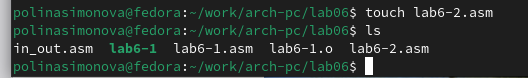 polinasimonova@fedora:~/work/arch-pc/lab06$ touch lab6-2.asm
polinasimonova@fedora:~/work/arch-pc/lab06$ ls
in_out.asm  lab6-1  lab6-1.asm  lab6-1.o  lab6-2.asm
polinasimonova@fedora:~/work/arch-pc/lab06$